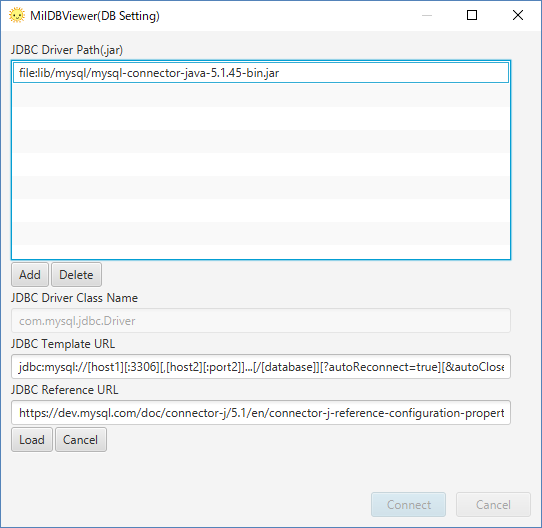 MilDBViewer(DB Setting)
JDBC Driver Path(.jar)
file:lib/mysql/mysql-connector-java-5.1.45-bin.jar
Add Delete
JDBC Driver Class Name
com.mysql.jdbc.Driver
JDBC Template URL
jdbc:mysql://[host1][:3306][,[host2][:port2]]...[/[database]][?autoReconnect=true][&autoClose
JDBC Reference URL
https://dev.mysql.com/doc/connector-j/5.1/en/connector-j-reference-configuration-propert
Load Cancel
Connect Cancel